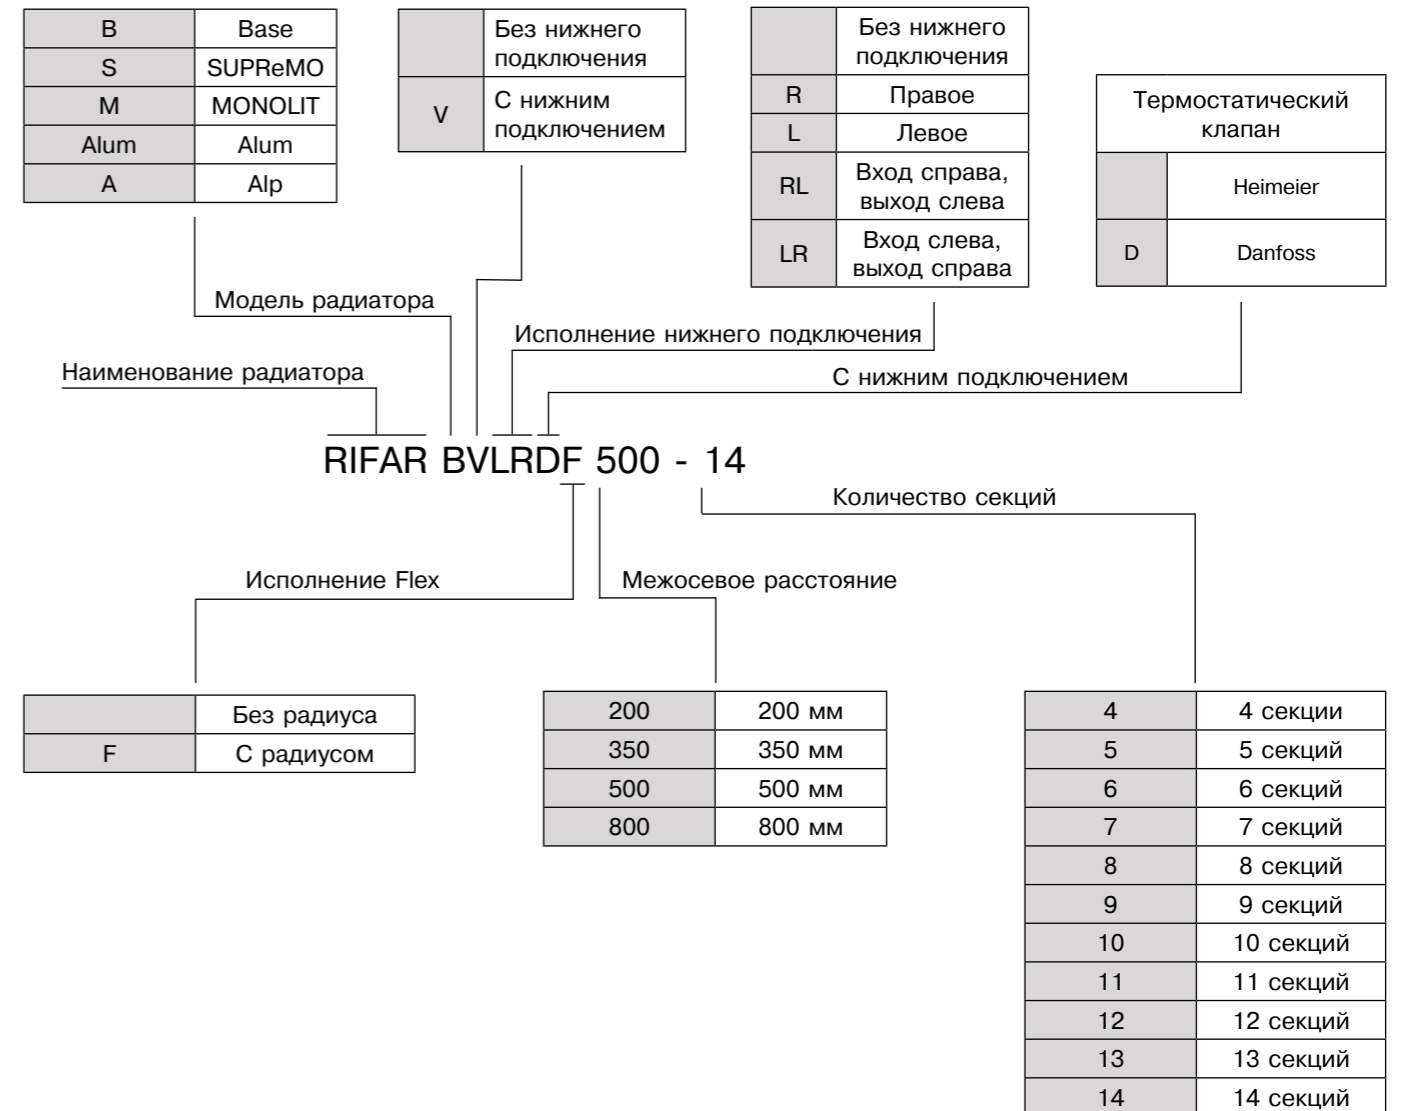 B Base
S SUPReMO
M MONOLIT
Alum Alum
A Alp
Без нижнего
подключения
V С нижним
подключением
Без нижнего
подключения
R Правое
L Левое
RL Вход справа,
выход слева
LR Вход слева,
выход справа
Термостатический
клапан
Heimeier
D Danfoss
Модель радиатора
Исполнение нижнего подключения
Наименование радиатора
С нижним подключением
RIFAR BVLRDF 500 - 14
Количество секций
Исполнение Flex
Межосевое расстояние
Без радиуса
F С радиусом
200 200 мм
350 350 мм
500 500 мм
800 800 мм
4 4 секции
5 5 секций
6 6 секций
7 7 секций
8 8 секций
9 9 секций
10 10 секций
11 11 секций
12 12 секций
13 13 секций
14 14 секций